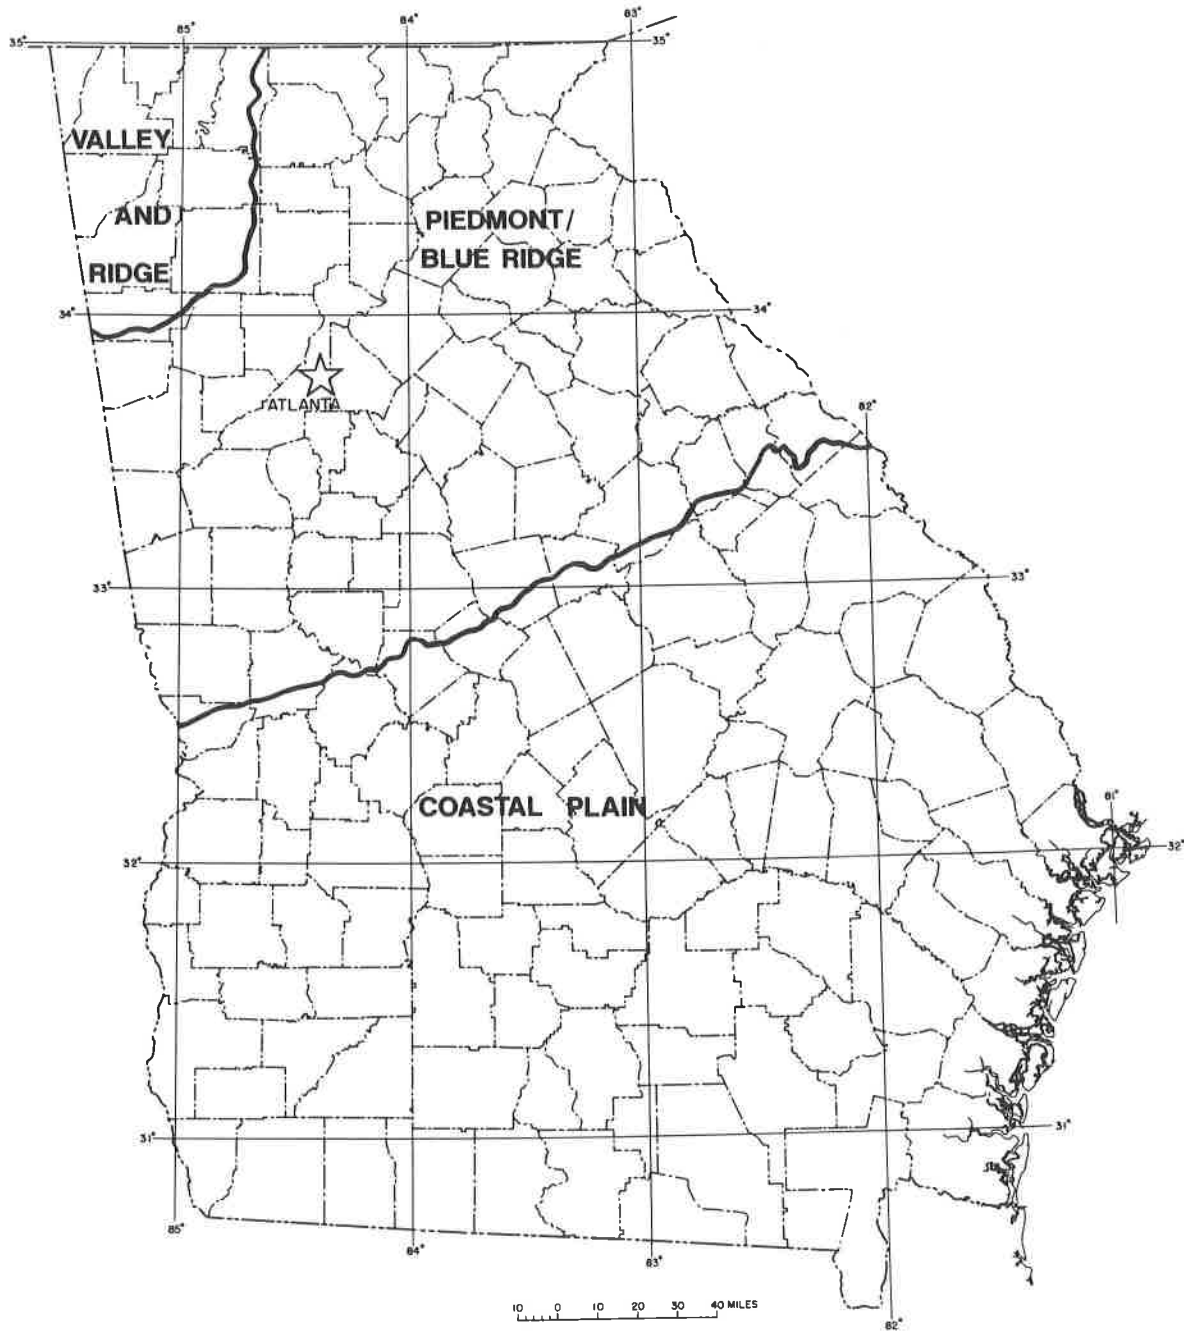 83°
84°
85°
35°
35°
VALLEY
AND
RIDGE
PIEDMONT/
BLUE RIDGE
34°
34°
ATLANTA
82°
33°
33°
COASTAL PLAIN
81°
32°
32°
31°
31°
85°
84°
83°
82°
10 0 10 20 30 40 MILES